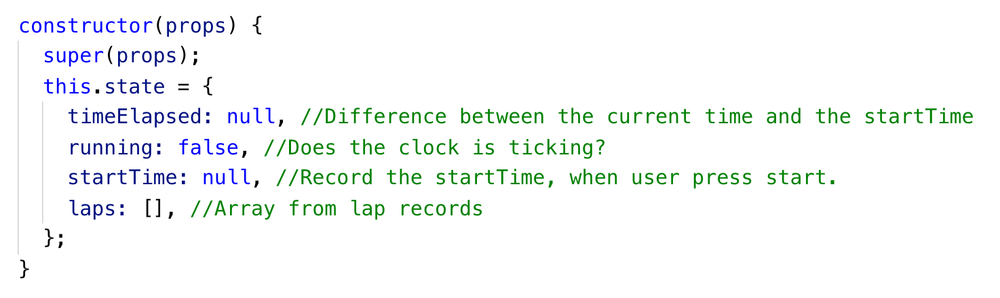 constructor(props) {
  super(props);
  this.state = {
    timeElapsed: null, //Difference between the current time and the startTime
    running: false, //Does the clock is ticking?
    startTime: null, //Record the startTime, when user press start.
    laps: [], //Array from lap records
  };
}